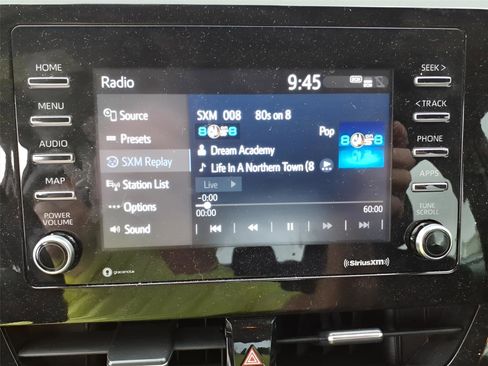 HOME
MENU
AUDIO
MAP
POWER
VOLUME
Radio
9:45
Source
Presets
SXM Replay
Station List
Options
Sound
SXM 008 80s on 8
Pop
Dream Academy
Life In A Northern Town (8
Live
-0:00
00:00
60:00
SEEK >
< TRACK
PHONE
APPS
TUNE
SCROLL
gracenote
SiriusXM